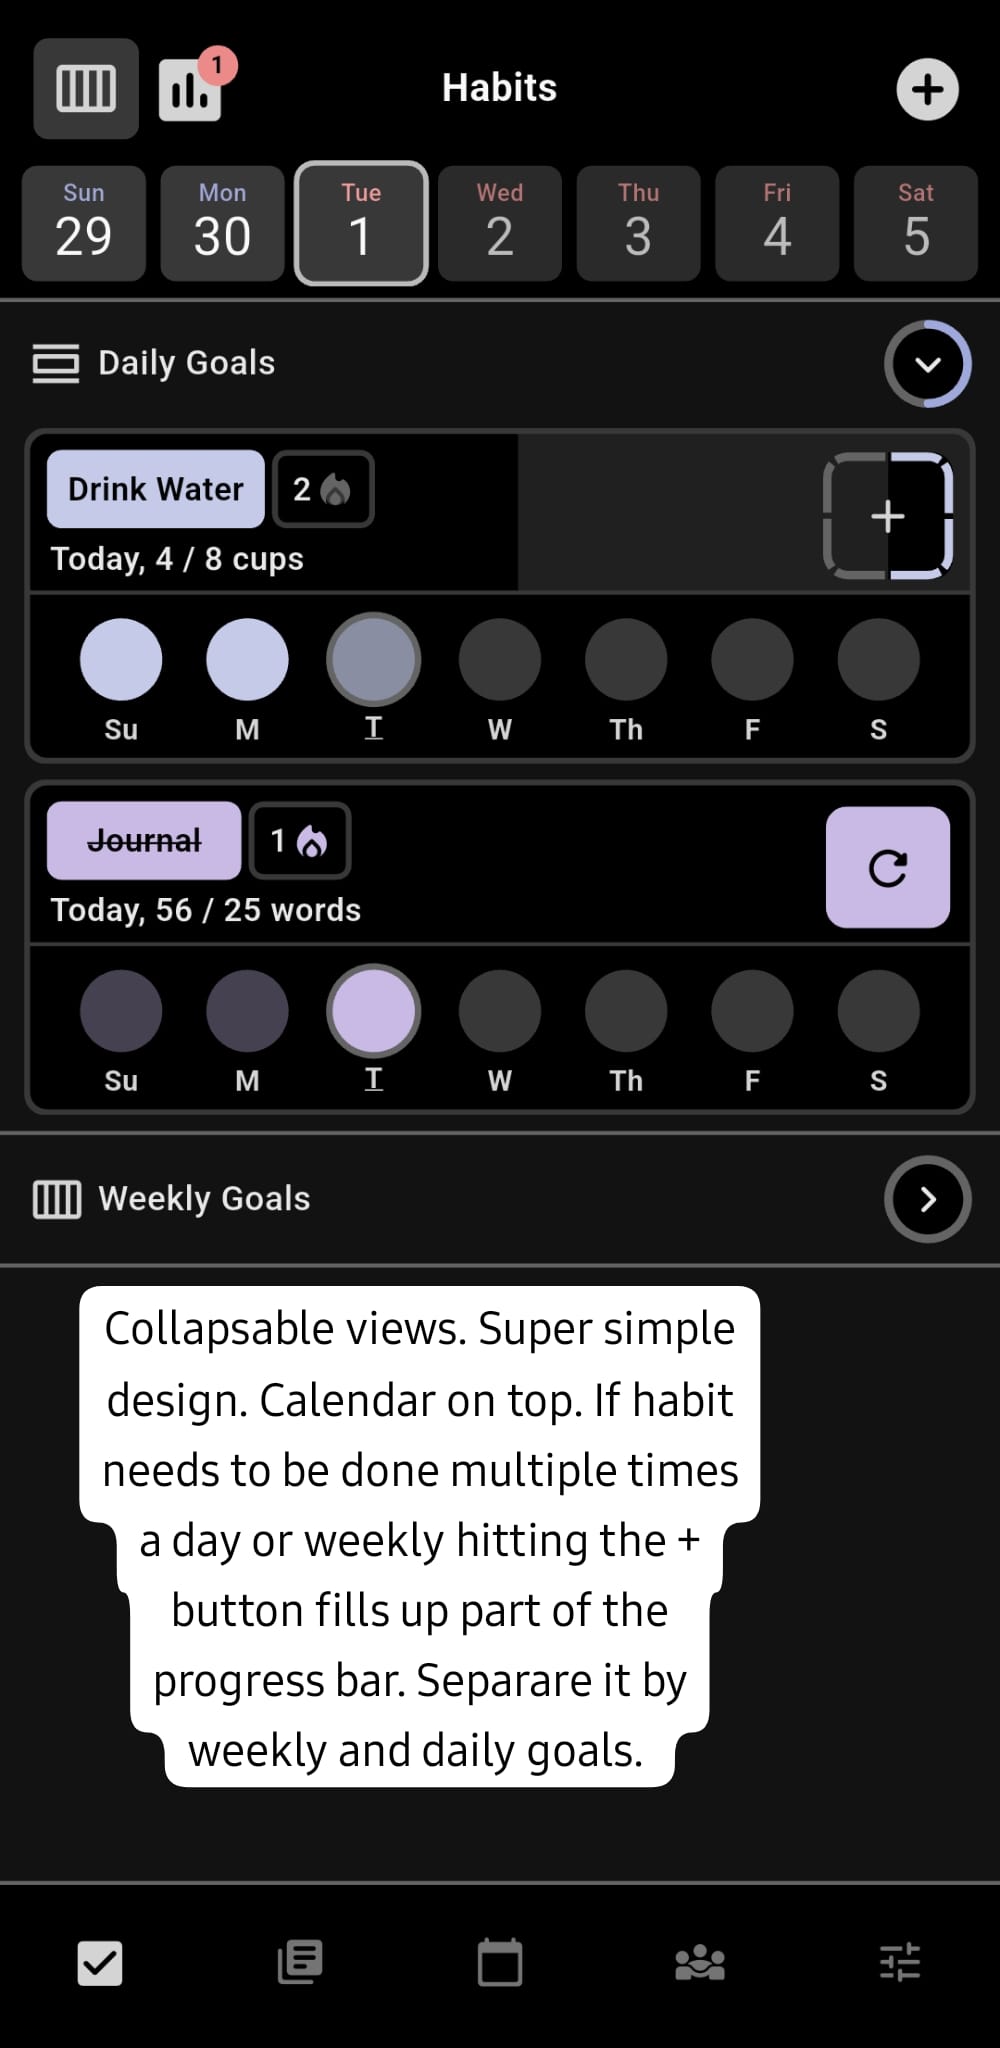 1
Habits
Sun Mon Tue Wed Thu Fri Sat
29 30 1 2 3 4 5
Daily Goals
Drink Water 2
Today, 4 / 8 cups
Su M T W Th F S
Journal 1
Today, 56 / 25 words
Su M T W Th F S
Weekly Goals
Collapsable views. Super simple
design. Calendar on top. If habit
needs to be done multiple times
a day or weekly hitting the +
button fills up part of the
progress bar. Separare it by
weekly and daily goals.